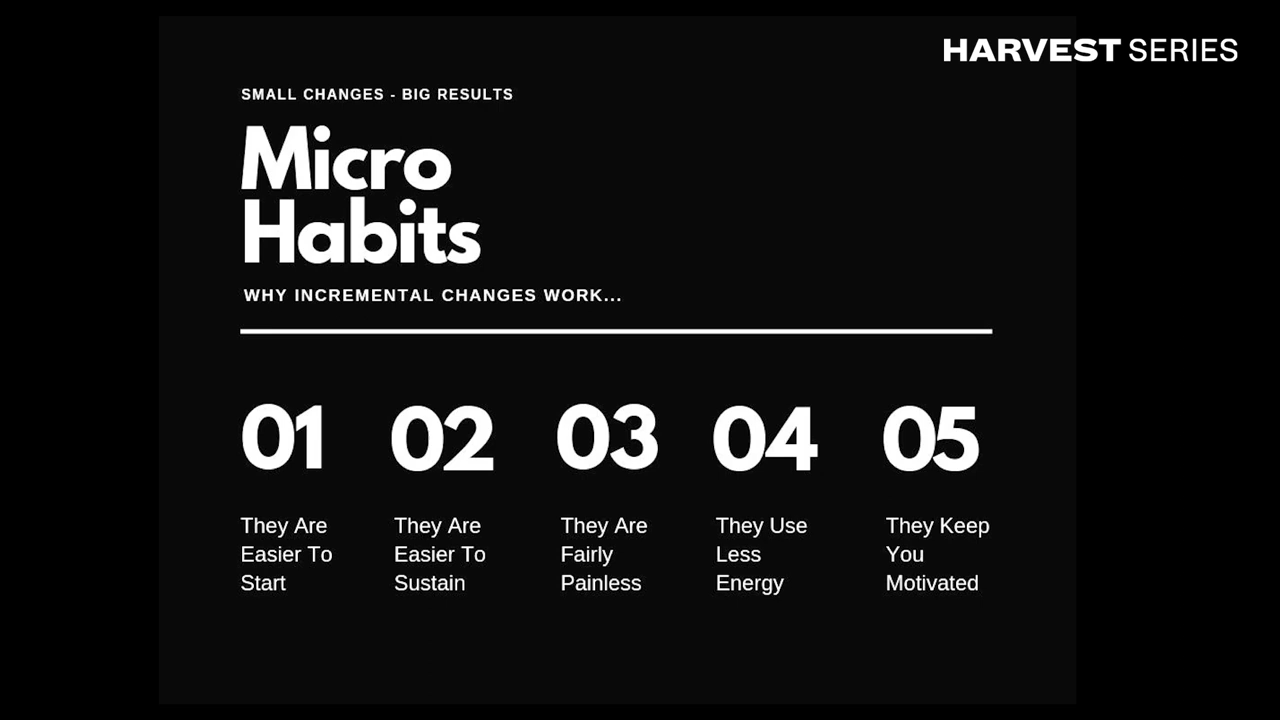 HARVEST SERIES
SMALL CHANGES - BIG RESULTS
Micro
Habits
WHY INCREMENTAL CHANGES WORK...
01
They Are
Easier To
Start
02
They Are
Easier To
Sustain
03
They Are
Fairly
Painless
04
They Use
Less
Energy
05
They Keep
You
Motivated